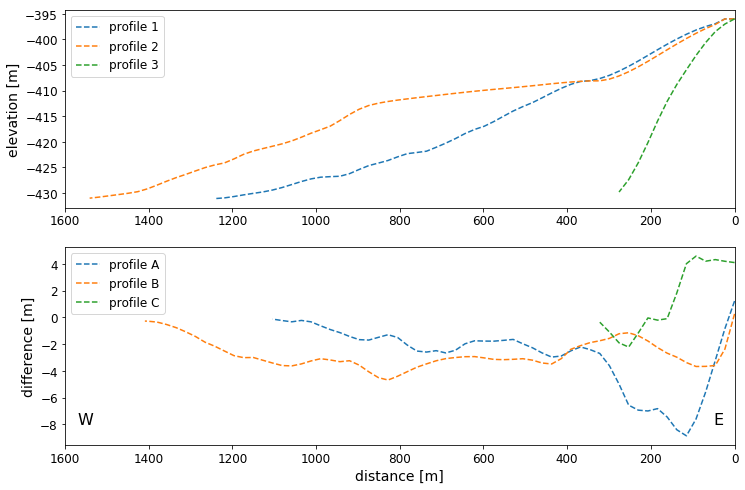 −395
−400
−405
−410
−415
−420
−425
−430
elevation [m]
profile 1
profile 2
profile 3
1600 1400 1200 1000 800 600 400 200 0
4
2
0
−2
−4
−6
−8
difference [m]
profile A
profile B
profile C
W E
1600 1400 1200 1000 800 600 400 200 0
distance [m]